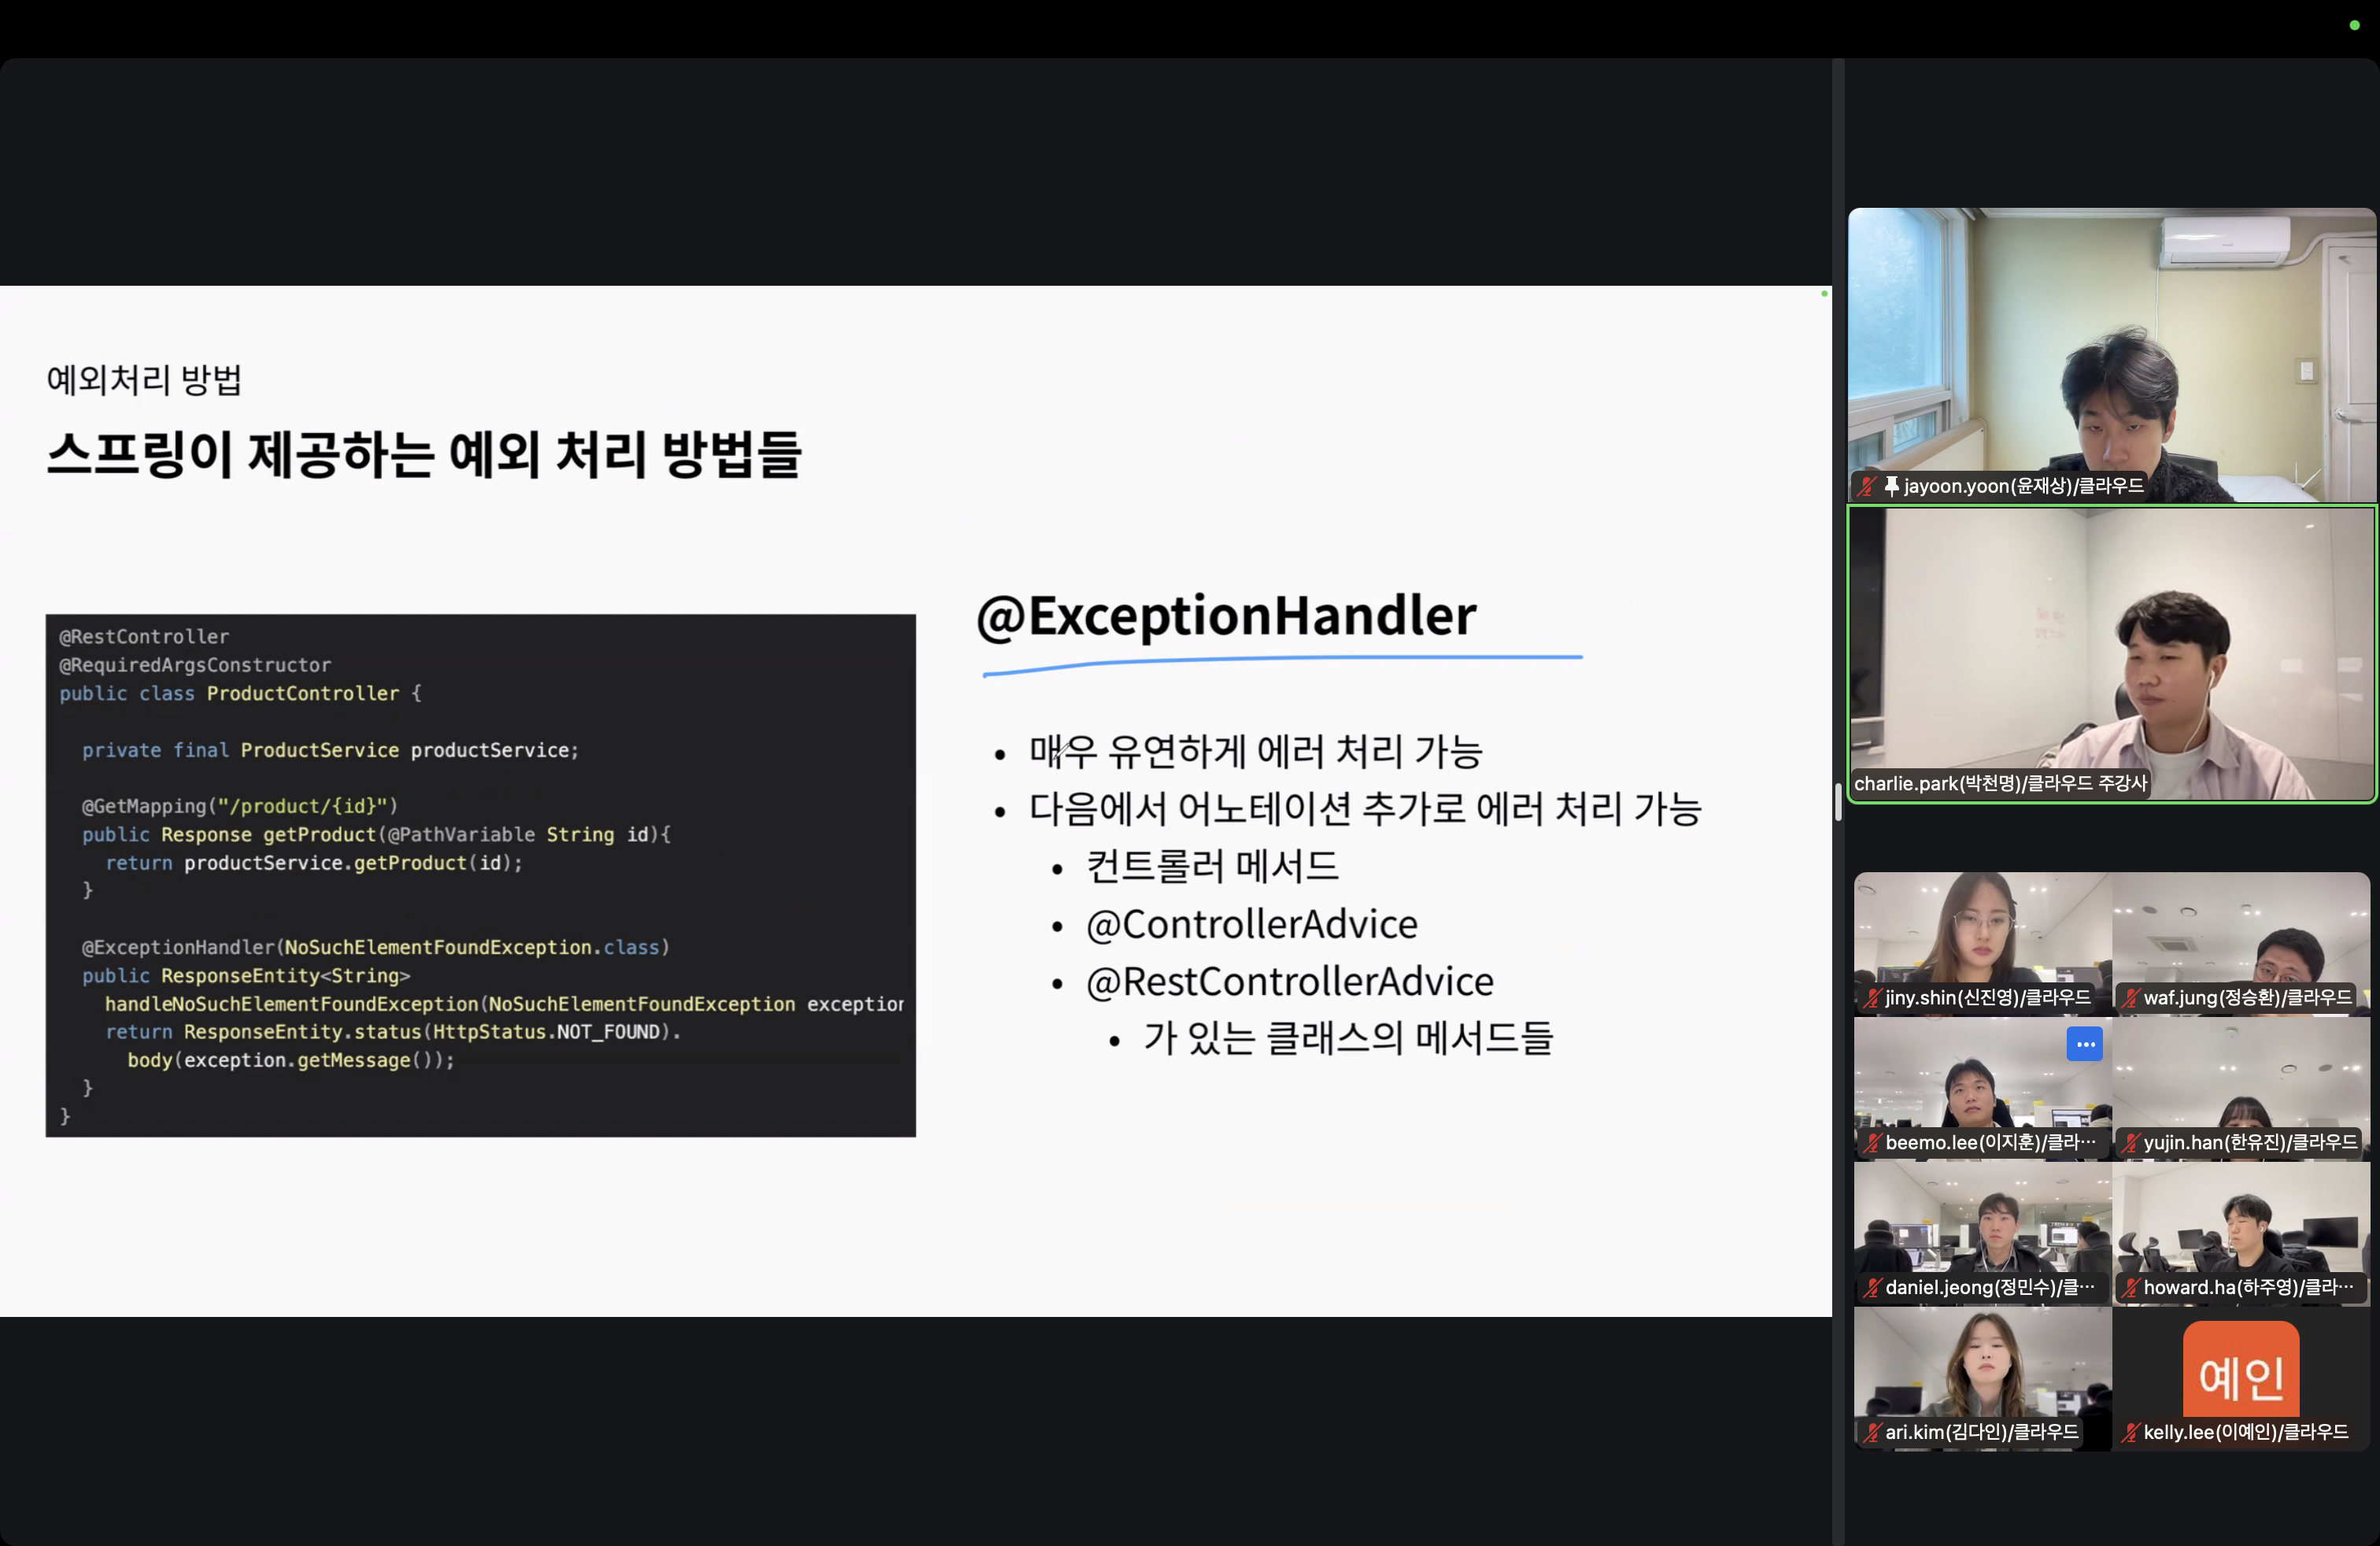 예외처리 방법
스프링이 제공하는 예외 처리 방법들
@RestController
@RequiredArgsConstructor
public class ProductController {
private final ProductService productService;
@GetMapping("/product/{id}")
public Response getProduct(@PathVariable String id){
return productService.getProduct(id);
}
@ExceptionHandler(NoSuchElementFoundException.class)
public ResponseEntity<String>
handleNoSuchElementFoundException(NoSuchElementFoundException exception
return ResponseEntity.status(HttpStatus.NOT_FOUND).
body(exception.getMessage());
}
}
@ExceptionHandler
• 매우 유연하게 에러 처리 가능
• 다음에서 어노테이션 추가로 에러 처리 가능
• 컨트롤러 메서드
• @ControllerAdvice
• @RestControllerAdvice
• 가 있는 클래스의 메서드들
jayoon.yoon(윤재상)/클라우드
charlie.park(박천명)/클라우드 주강사
jiny.shin(신진영)/클라우드
waf.jung(정승환)/클라우드
beemo.lee(이지훈)/클라…
yujin.han(한유진)/클라우드
daniel.jeong(정민수)/클…
howard.ha(하주영)/클라…
ari.kim(김다인)/클라우드
예인
kelly.lee(이예인)/클라우드